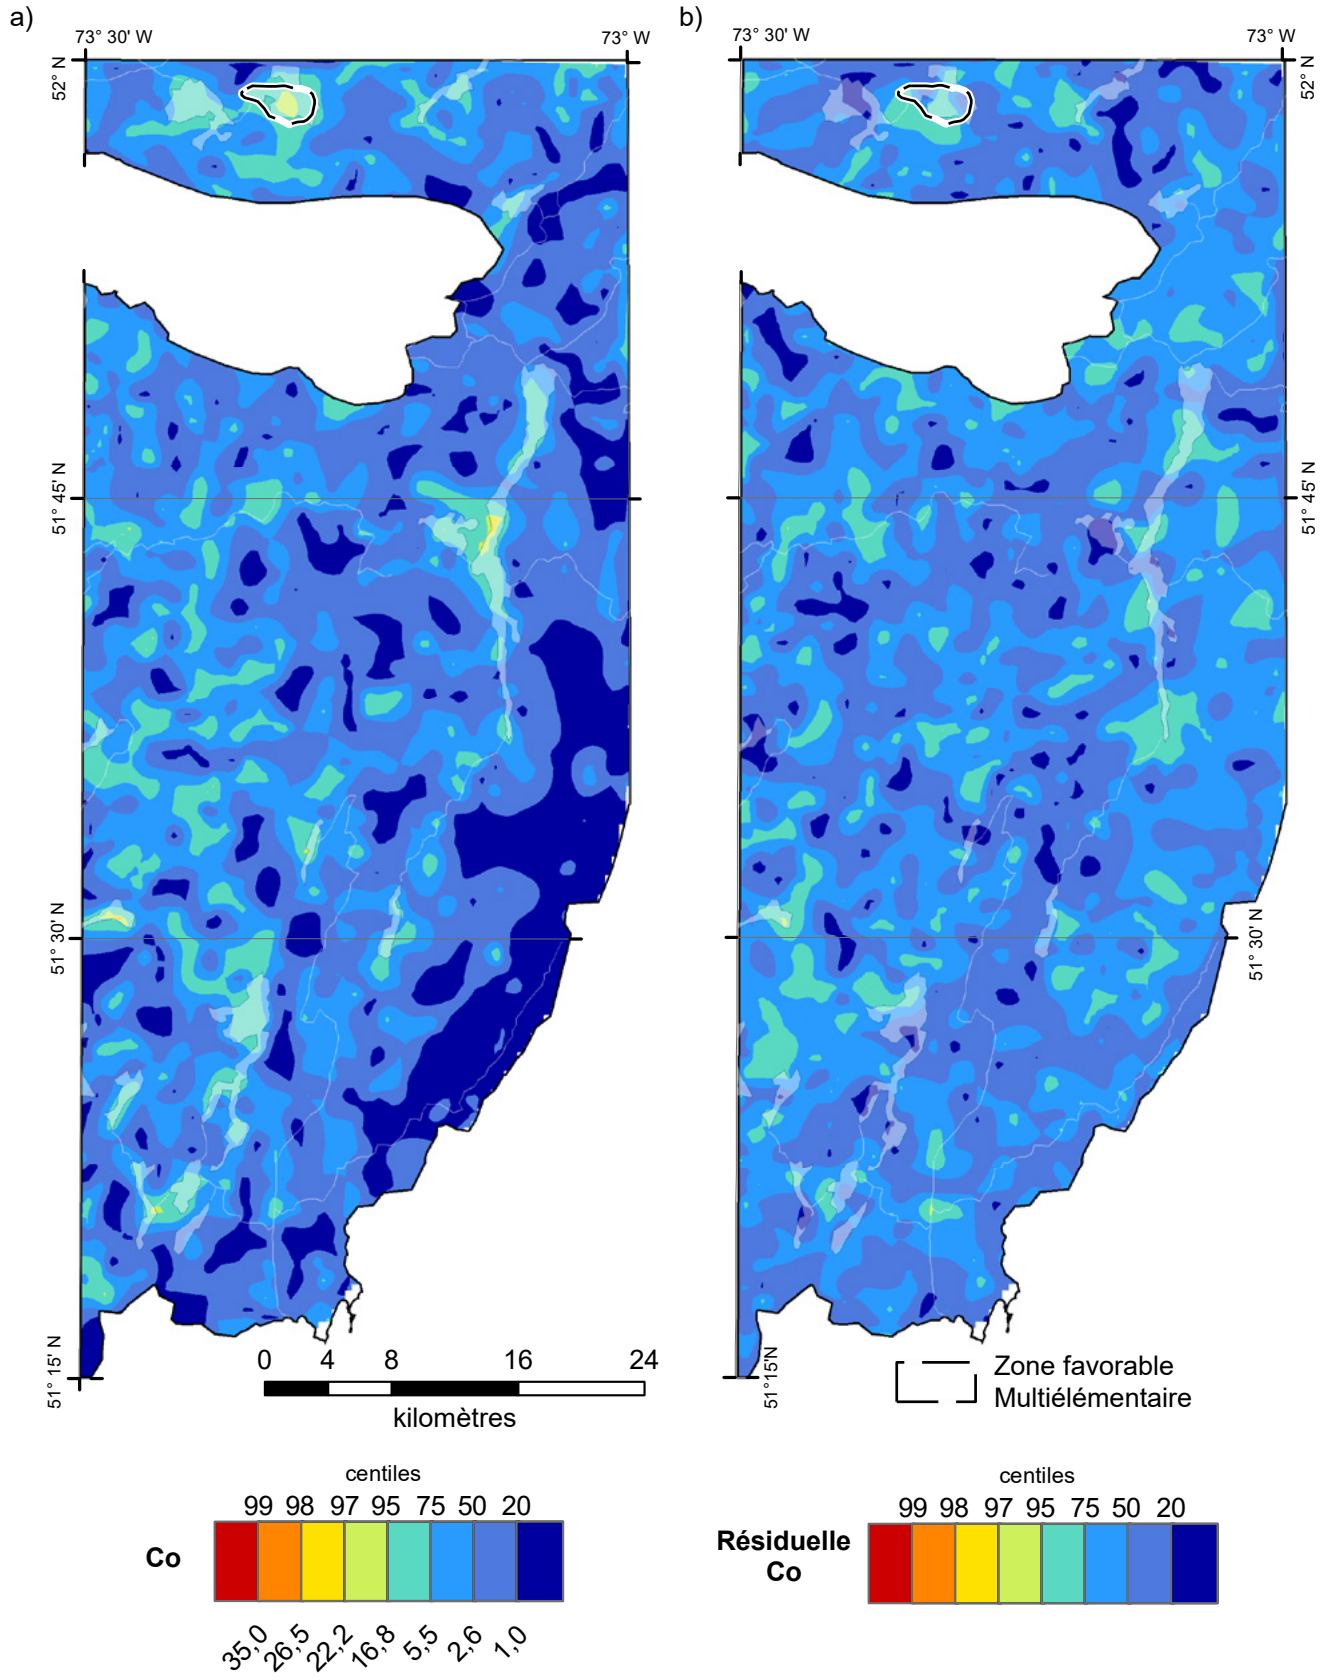 a)
b)
73° 30' W
73° W
73° 30' W
73° W
52° N
52° N
51° 45' N
51° 45' N
51° 30' N
51° 30' N
51° 15' N
51° 15'N
0 4 8 16 24
kilomètres
Zone favorable
Multiélémentaire
centiles
99 98 97 95 75 50 20
Co
35,0 26,5 22,2 16,8 5,5 2,6 1,0
centiles
99 98 97 95 75 50 20
Résiduelle
Co